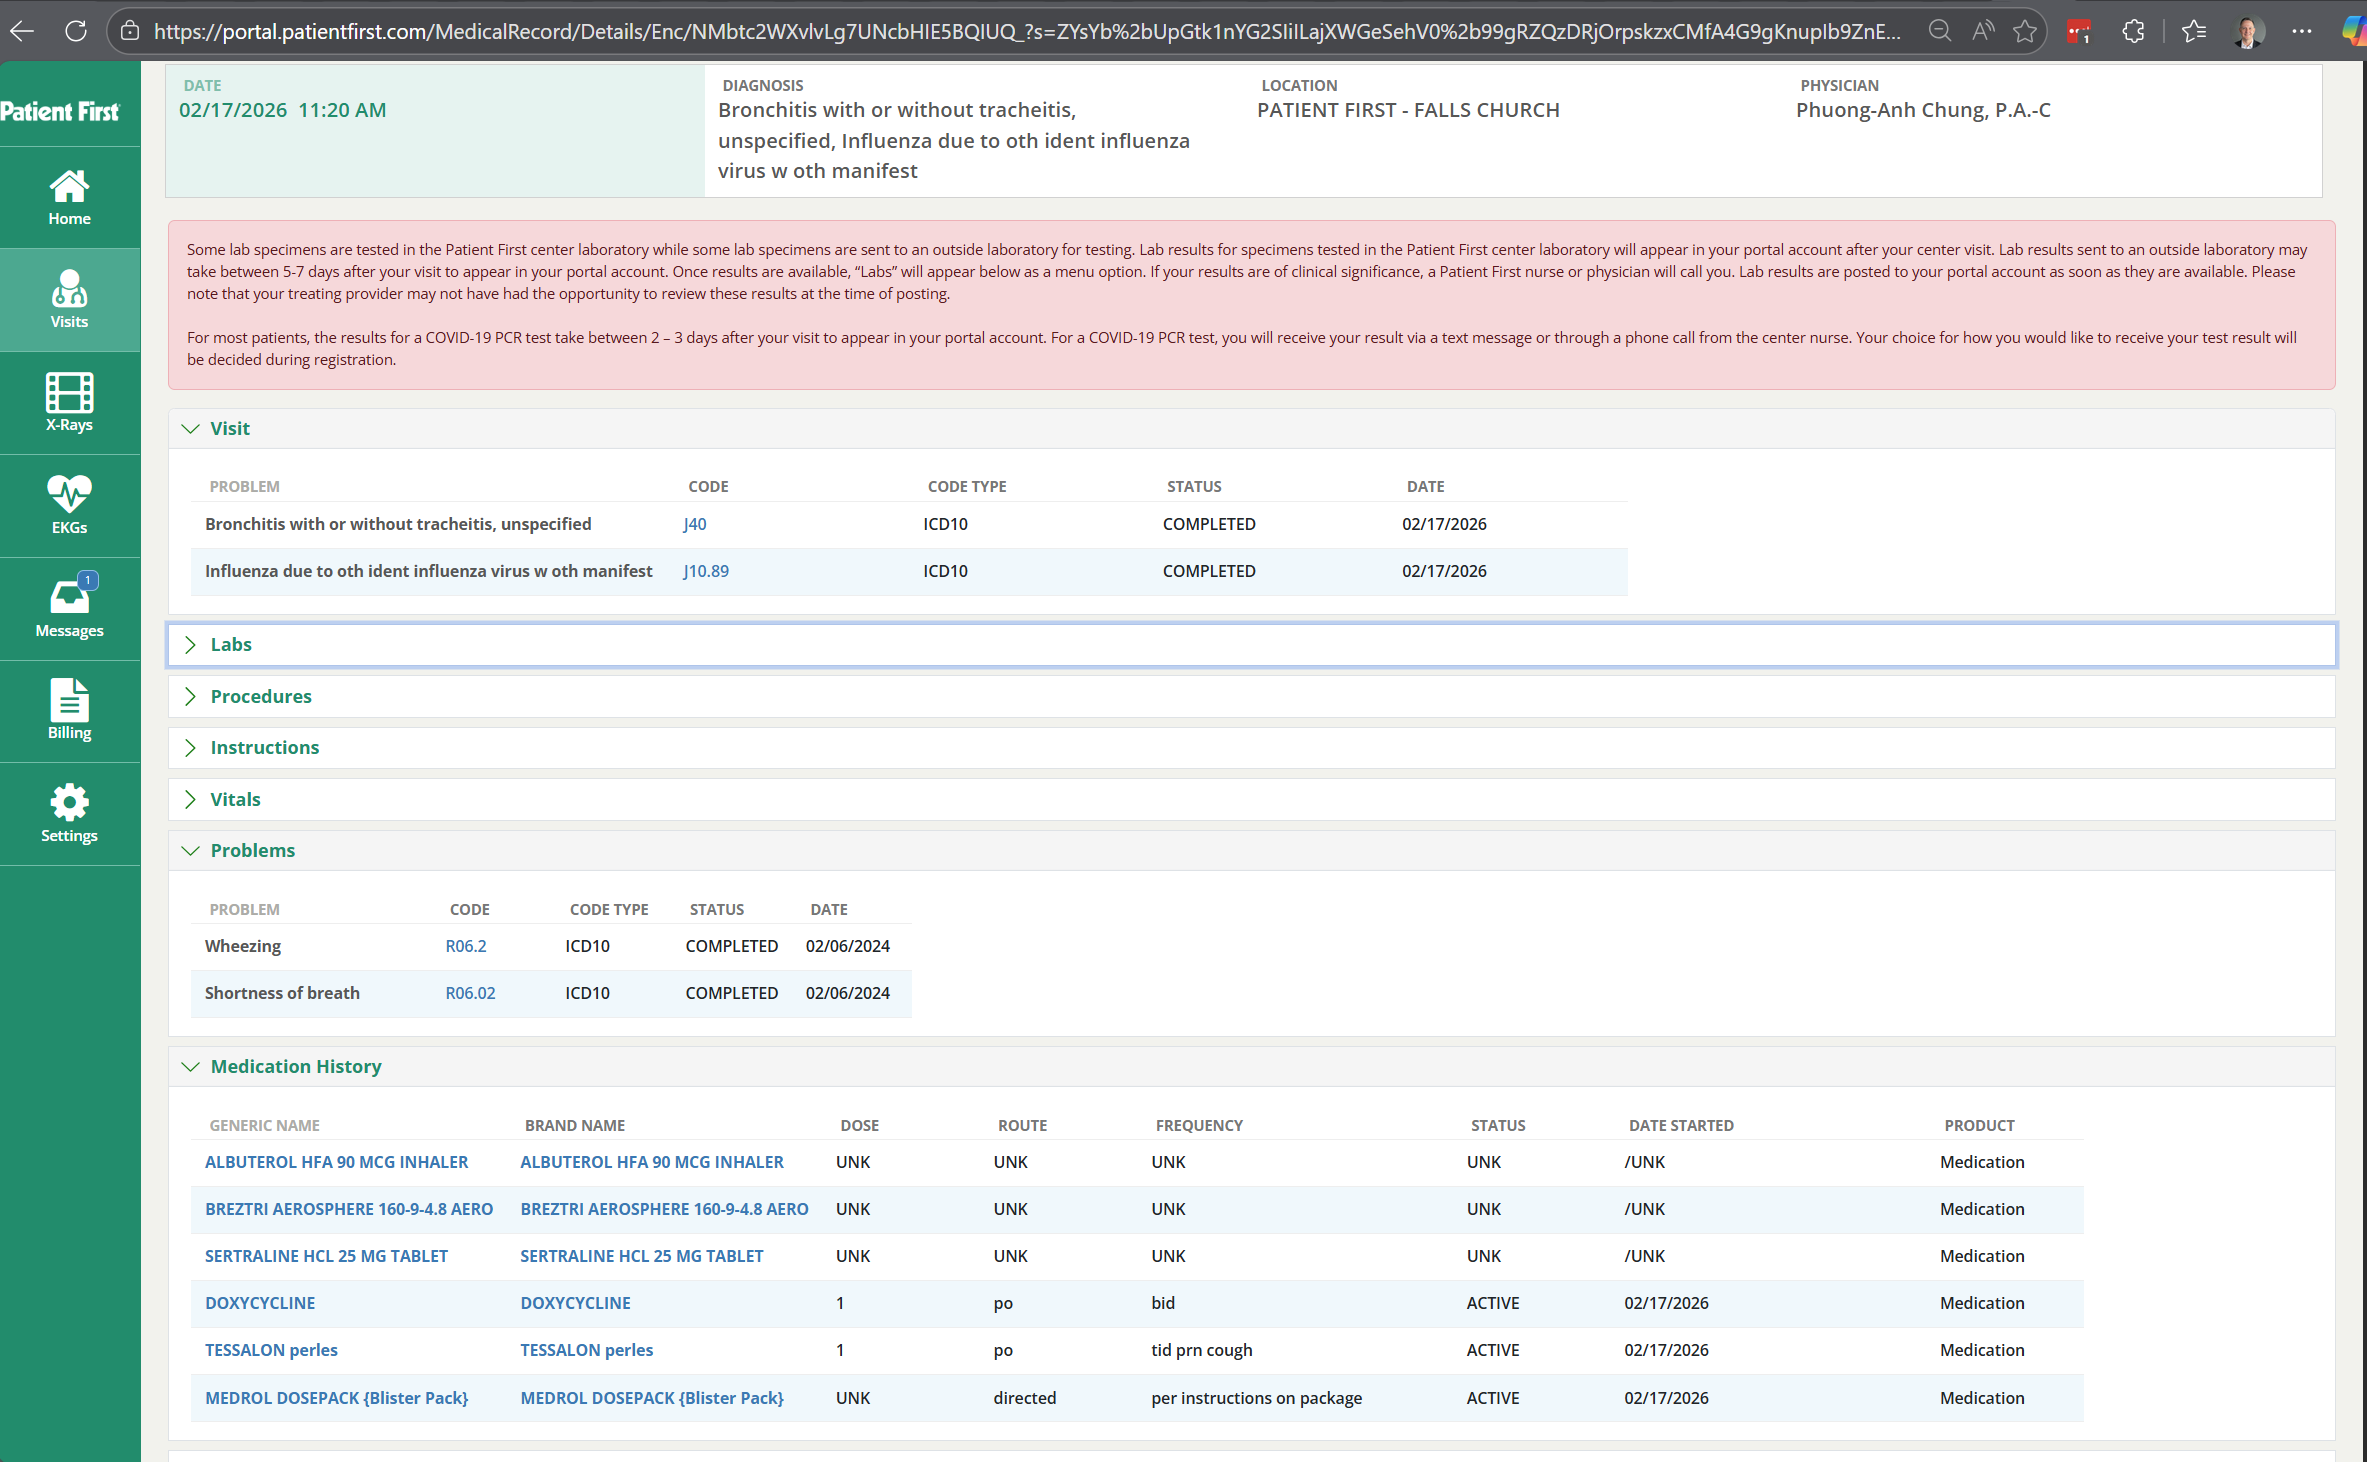 https://portal.patientfirst.com/MedicalRecord/Details/Enc/NMbtc2WXvlvLg7UNcbHIE5BQIUQ_?s=ZYsYb%2bUpGtk1nYG2SIiILajXWGeSehV0%2b99gRZQzDRjOrpskzxCMfA4G9gKnupIb9ZnE...
1
Patient First
Home
Visits
X-Rays
EKGs
1
Messages
Billing
Settings
DATE
02/17/2026 11:20 AM
DIAGNOSIS
Bronchitis with or without tracheitis,
unspecified, Influenza due to oth ident influenza
virus w oth manifest
LOCATION
PATIENT FIRST - FALLS CHURCH
PHYSICIAN
Phuong-Anh Chung, P.A.-C
Some lab specimens are tested in the Patient First center laboratory while some lab specimens are sent to an outside laboratory for testing. Lab results for specimens tested in the Patient First center laboratory will appear in your portal account after your center visit. Lab results sent to an outside laboratory may
take between 5-7 days after your visit to appear in your portal account. Once results are available, “Labs” will appear below as a menu option. If your results are of clinical significance, a Patient First nurse or physician will call you. Lab results are posted to your portal account as soon as they are available. Please
note that your treating provider may not have had the opportunity to review these results at the time of posting.
For most patients, the results for a COVID-19 PCR test take between 2 – 3 days after your visit to appear in your portal account. For a COVID-19 PCR test, you will receive your result via a text message or through a phone call from the center nurse. Your choice for how you would like to receive your test result will
be decided during registration.
Visit
PROBLEM CODE CODE TYPE STATUS DATE
Bronchitis with or without tracheitis, unspecified J40 ICD10 COMPLETED 02/17/2026
Influenza due to oth ident influenza virus w oth manifest J10.89 ICD10 COMPLETED 02/17/2026
Labs
Procedures
Instructions
Vitals
Problems
PROBLEM CODE CODE TYPE STATUS DATE
Wheezing R06.2 ICD10 COMPLETED 02/06/2024
Shortness of breath R06.02 ICD10 COMPLETED 02/06/2024
Medication History
GENERIC NAME BRAND NAME DOSE ROUTE FREQUENCY STATUS DATE STARTED PRODUCT
ALBUTEROL HFA 90 MCG INHALER ALBUTEROL HFA 90 MCG INHALER UNK UNK UNK UNK /UNK Medication
BREZTRI AEROSPHERE 160-9-4.8 AERO BREZTRI AEROSPHERE 160-9-4.8 AERO UNK UNK UNK UNK /UNK Medication
SERTRALINE HCL 25 MG TABLET SERTRALINE HCL 25 MG TABLET UNK UNK UNK UNK /UNK Medication
DOXYCYCLINE DOXYCYCLINE 1 po bid ACTIVE 02/17/2026 Medication
TESSALON perles TESSALON perles 1 po tid prn cough ACTIVE 02/17/2026 Medication
MEDROL DOSEPACK {Blister Pack} MEDROL DOSEPACK {Blister Pack} UNK directed per instructions on package ACTIVE 02/17/2026 Medication